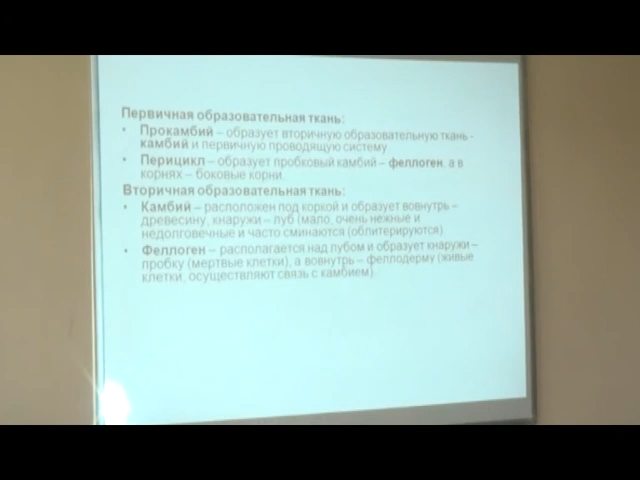 Первичная образовательная ткань:
• Прокамбий – образует вторичную образовательную ткань -
камбий и первичную проводящую систему
• Перицикл – образует пробковый камбий – феллоген, а в
корнях – боковые корни.
Вторичная образовательная ткань:
• Камбий – расположен под коркой и образует вовнутрь –
древесину, кнаружи – луб (мало, очень нежные и
недолговечные и часто сминаются (облитерируются).
• Феллоген – располагается над лубом и образует кнаружи –
пробку (мертвые клетки), а вовнутрь – феллодерму (живые
клетки, осуществляют связь с камбием).